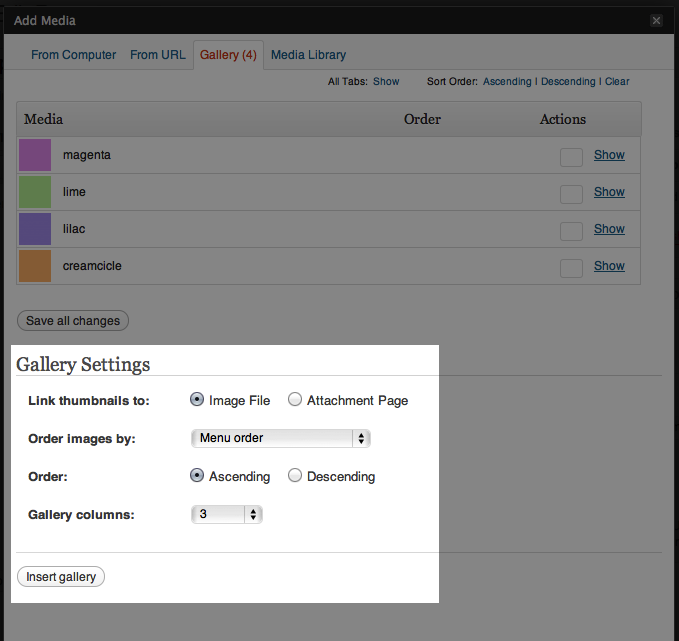 Add Media
From Computer From URL Gallery (4) Media Library
All Tabs: Show Sort Order: Ascending | Descending | Clear
Media Order Actions
magenta Show
lime Show
lilac Show
creamcicle Show
Save all changes
Gallery Settings
Link thumbnails to: Image File Attachment Page
Order images by: Menu order
Order: Ascending Descending
Gallery columns: 3
Insert gallery